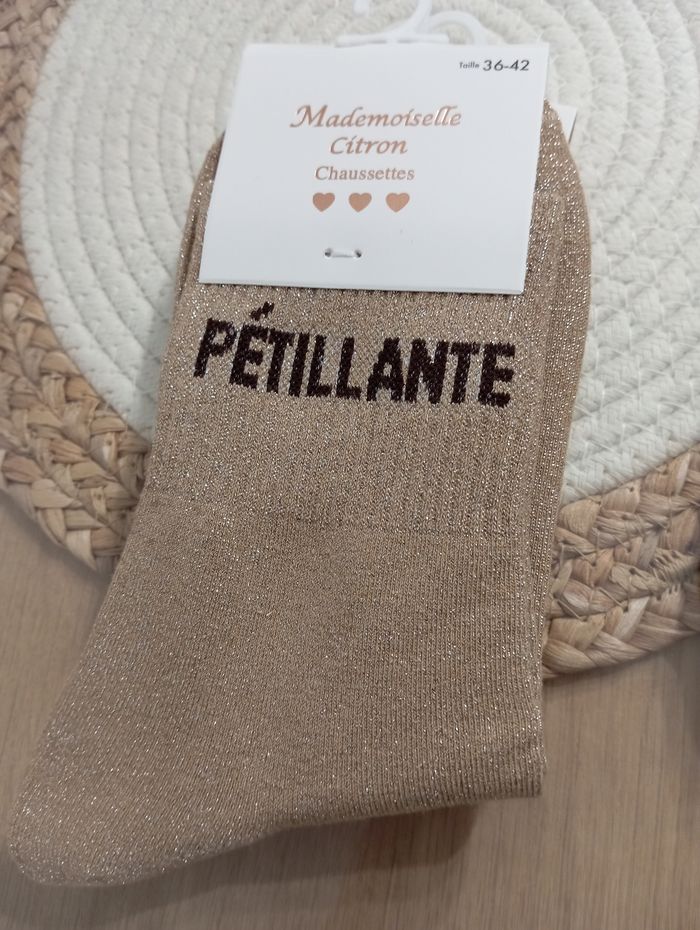 Taille 36-42
Mademoiselle
Citron
Chaussettes
PÉTILLANTE